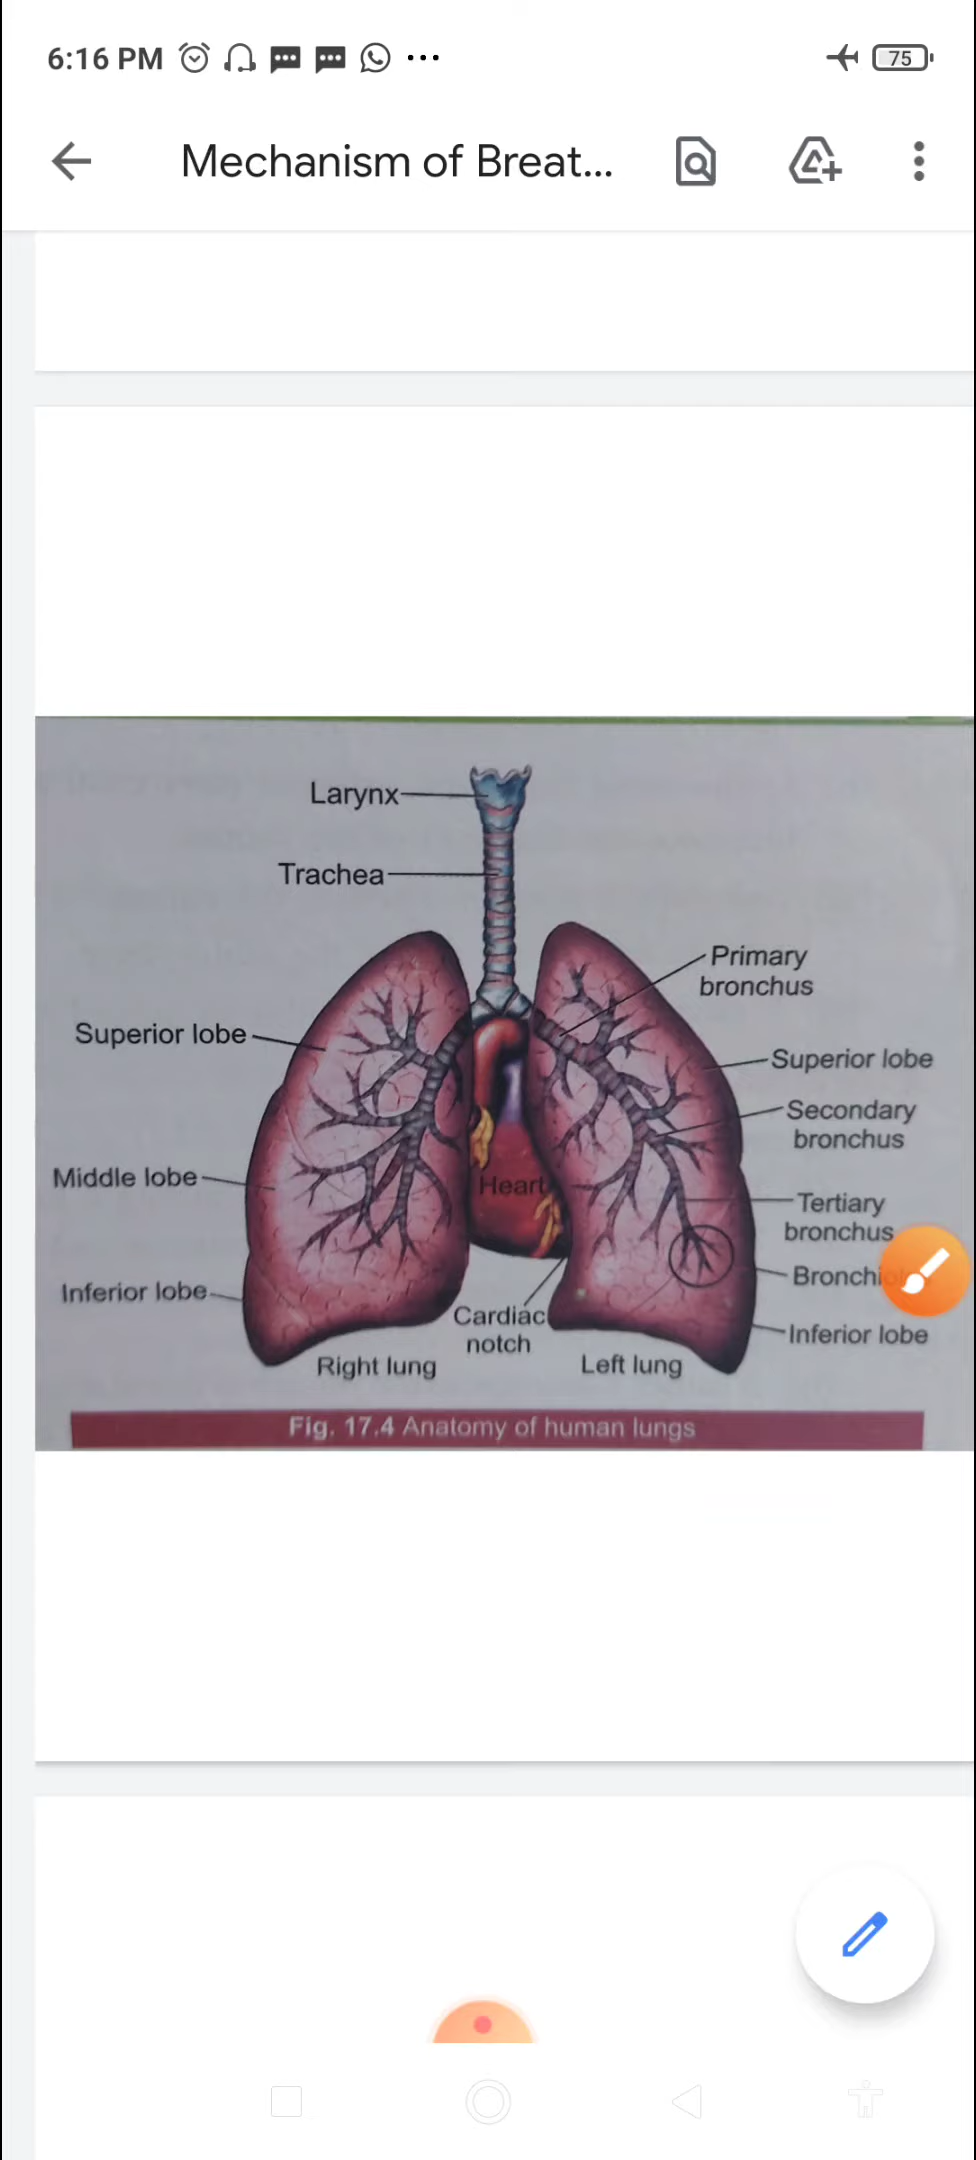 6:16 PM
75
Mechanism of Breat...
Larynx
Trachea
Primary
bronchus
Superior lobe
Superior lobe
Secondary
bronchus
Middle lobe
Heart
Tertiary
bronchus
Inferior lobe
Cardiac
notch
Inferior lobe
Right lung
Left lung
Fig. 17.4 Anatomy of human lungs